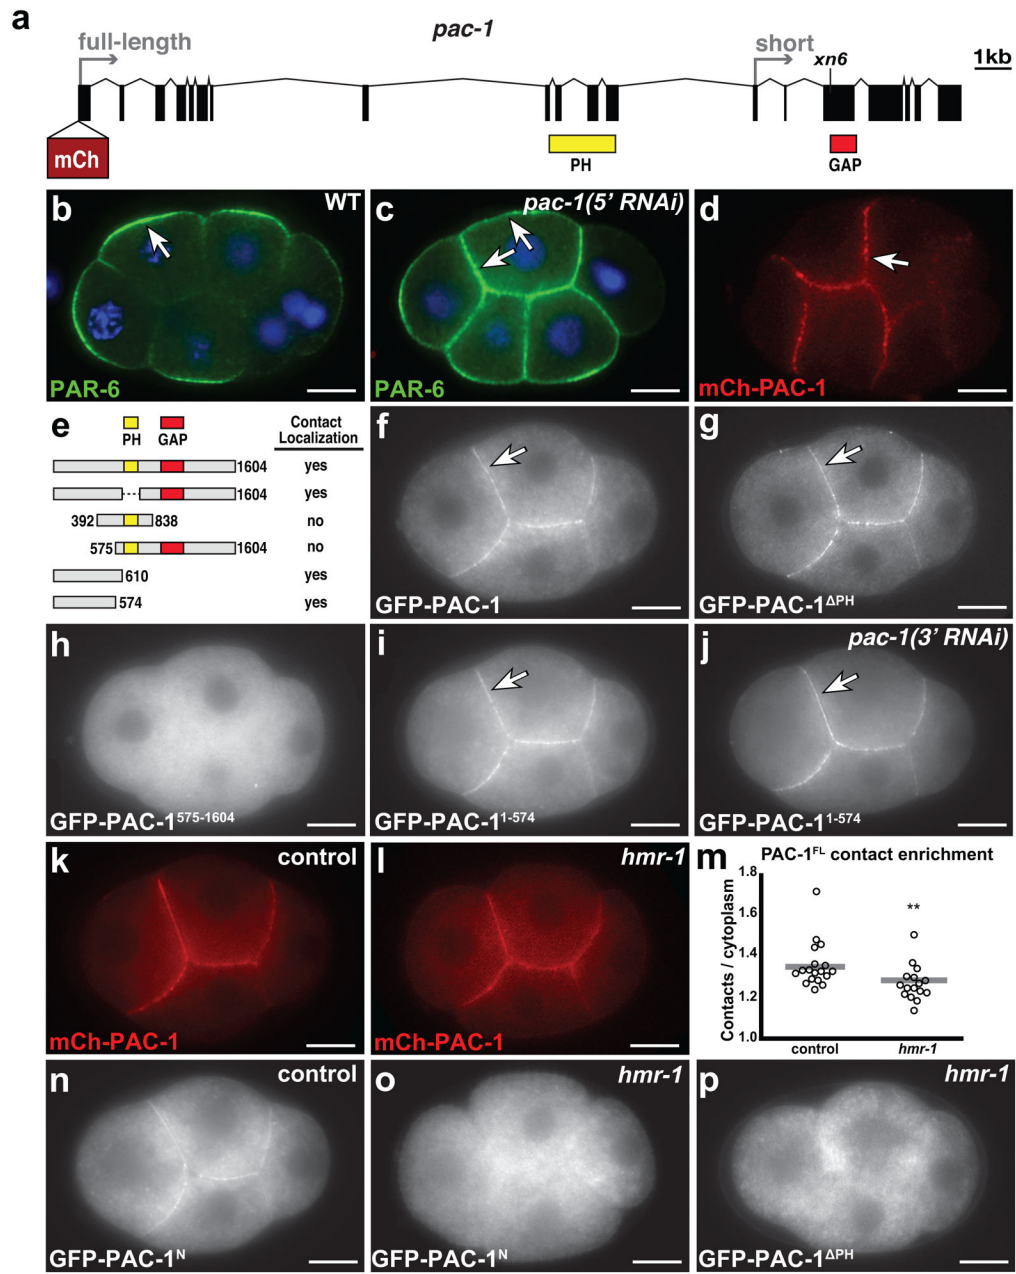 a
pac-1
full-length
short
xn6
1kb
mCh
PH
GAP
b
WT
PAR-6
c
pac-1(5' RNAi)
PAR-6
d
mCh-PAC-1
e
PH
GAP
Contact
Localization
1604
yes
1604
yes
392
838
no
575
1604
no
610
yes
574
yes
f
GFP-PAC-1
g
GFP-PAC-1ΔPH
h
GFP-PAC-1575-1604
i
GFP-PAC-11-574
j
pac-1(3' RNAi)
GFP-PAC-11-574
k
control
mCh-PAC-1
l
hmr-1
mCh-PAC-1
m
PAC-1FL contact enrichment
Contacts / cytoplasm
1.8
1.6
1.4
1.2
1.0
**
control
hmr-1
n
control
GFP-PAC-1N
o
hmr-1
GFP-PAC-1N
p
hmr-1
GFP-PAC-1ΔPH